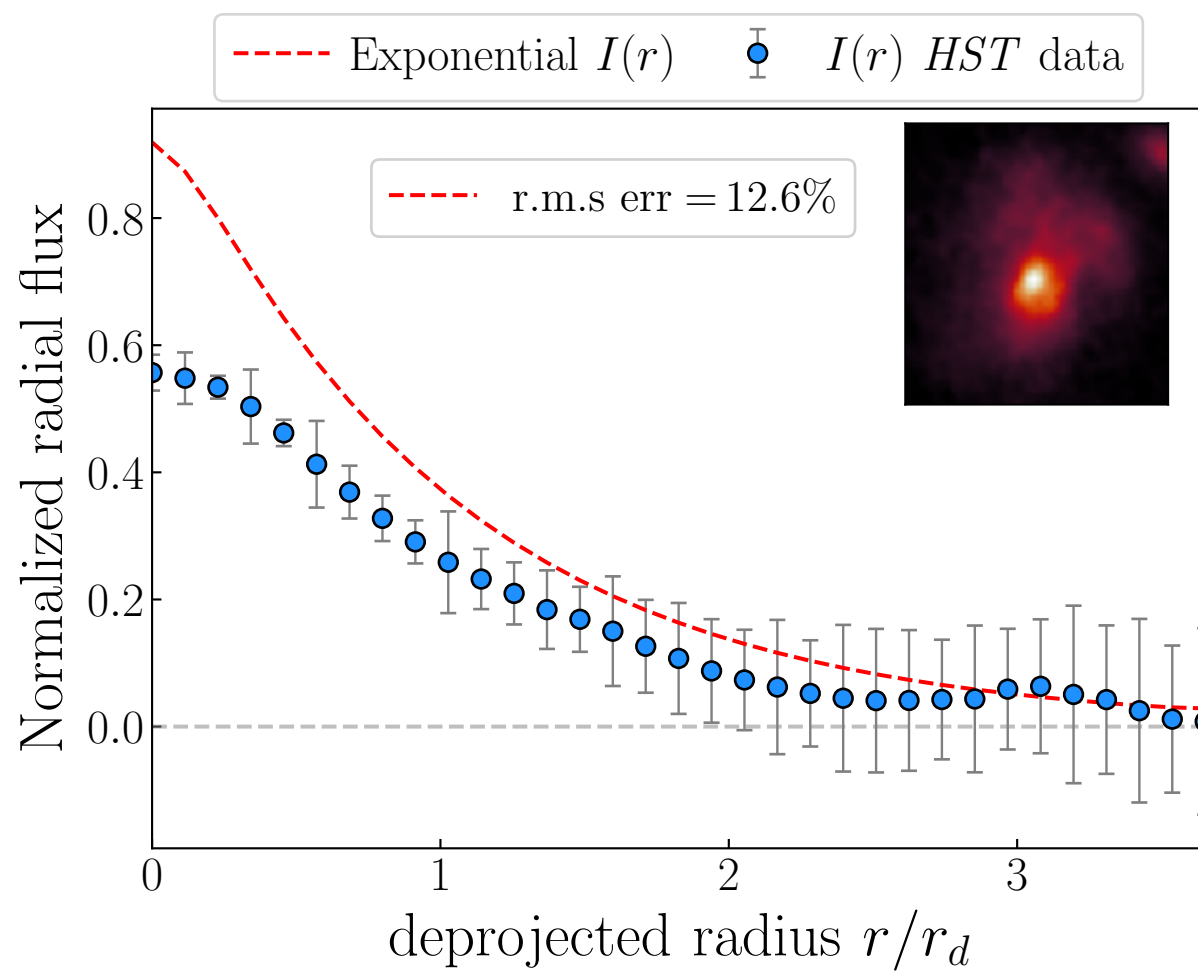 Exponential I(r)
I(r) HST data
r.m.s err = 12.6%
Normalized radial flux
0.8
0.6
0.4
0.2
0.0
0 1 2 3
deprojected radius r/r_d